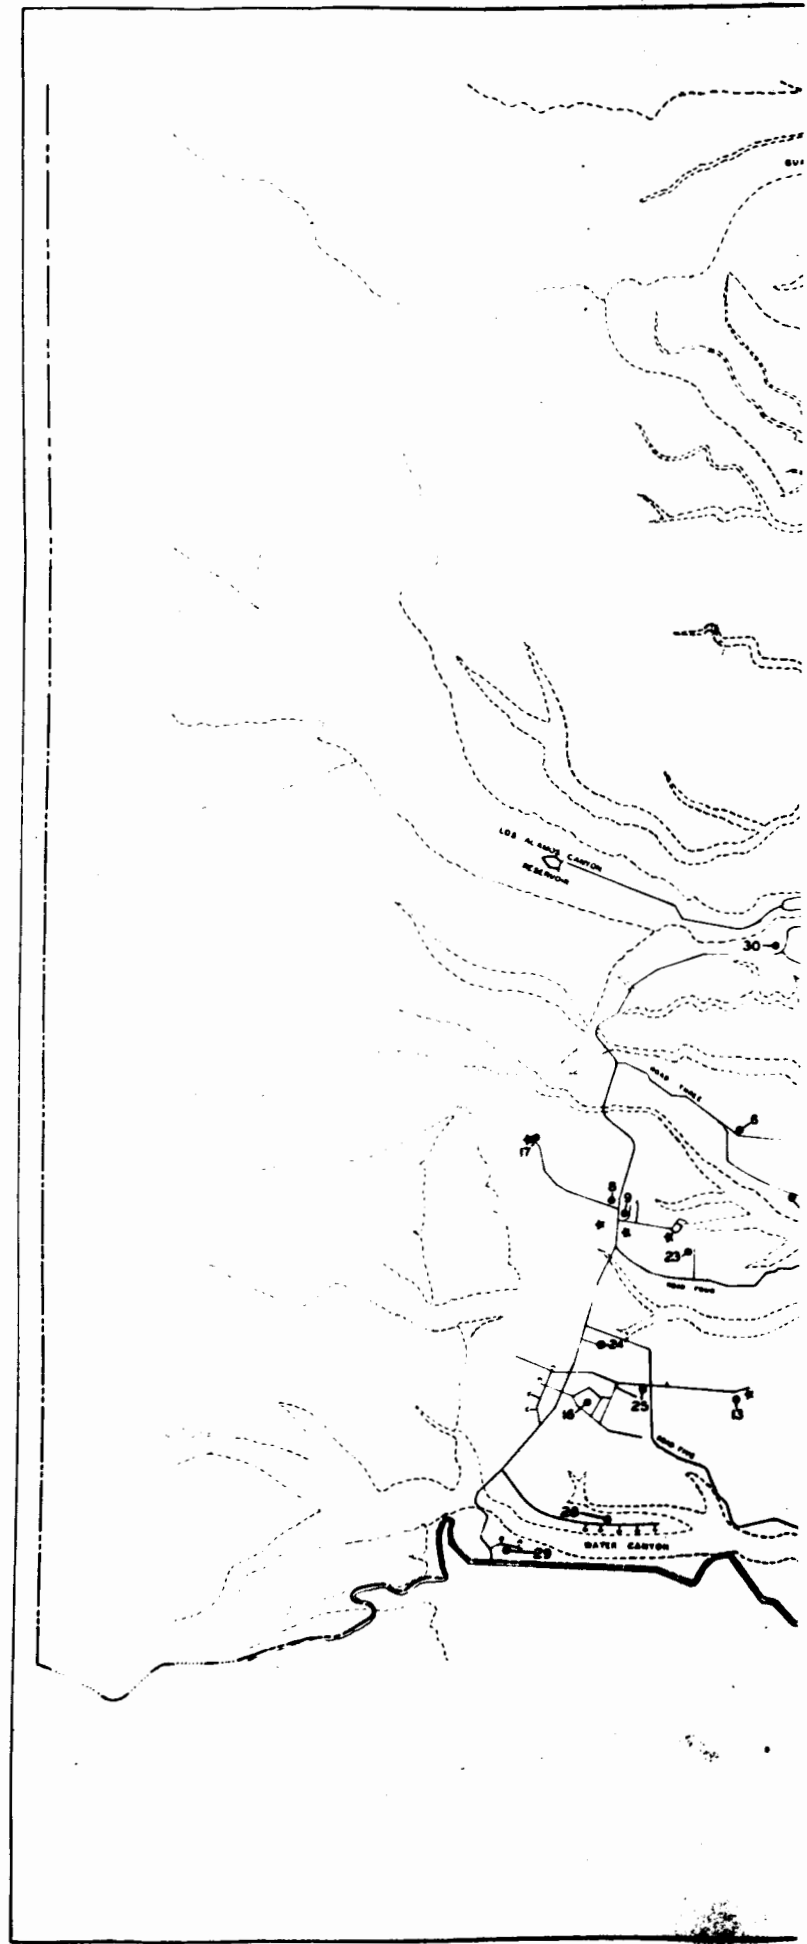 LOS ALAMOS CANYON
RESERVOIR
30
ROAD THREE
6
17
8
9
23
ROAD FOUR
24
25
13
16
ROAD FIVE
28
WATER CANYON
29